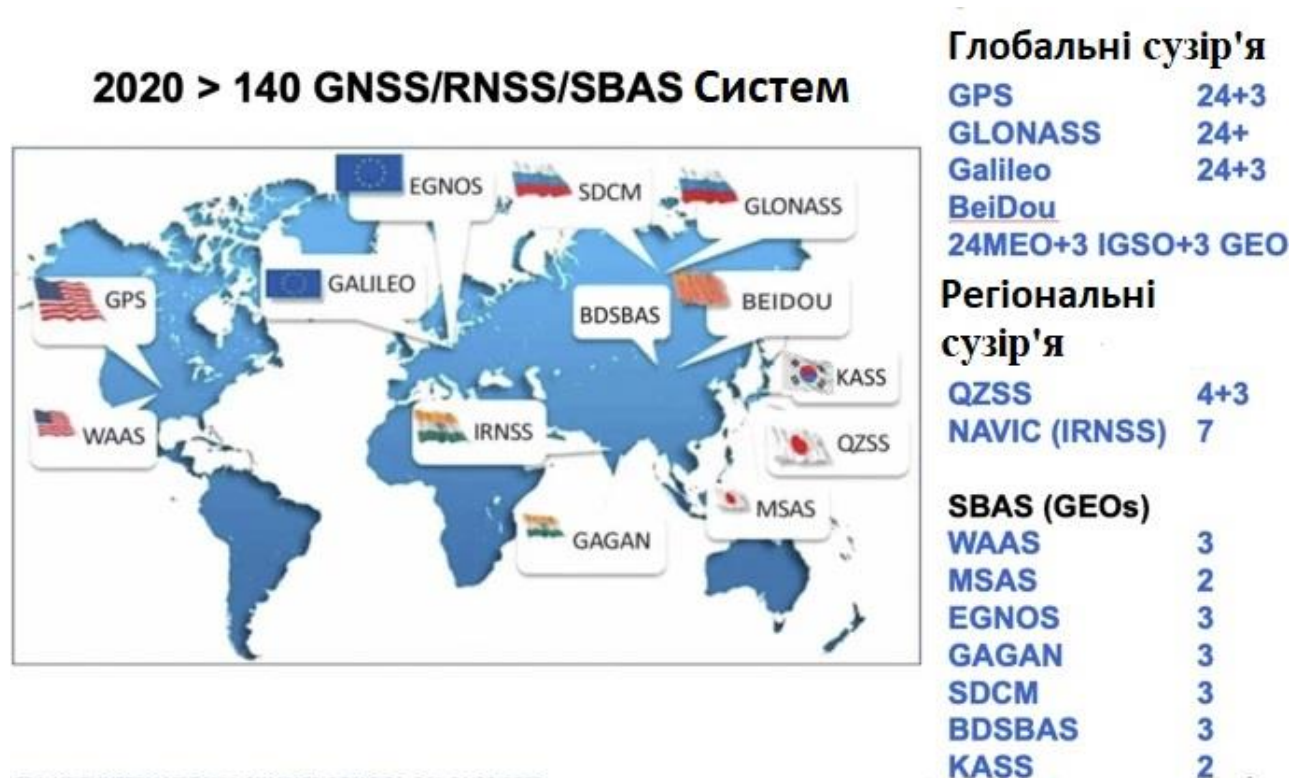 2020 > 140 GNSS/RNSS/SBAS Систем
EGNOS
SDCM
GLONASS
GALILEO
GPS
BDSBAS
BEIDOU
KASS
WAAS
IRNSS
QZSS
MSAS
GAGAN
Глобальні сузір'я
GPS 24+3
GLONASS 24+
Galileo 24+3
BeiDou
24MEO+3 IGSO+3 GEO
Регіональні
сузір'я
QZSS 4+3
NAVIC (IRNSS) 7
SBAS (GEOs)
WAAS 3
MSAS 2
EGNOS 3
GAGAN 3
SDCM 3
BDSBAS 3
KASS 2